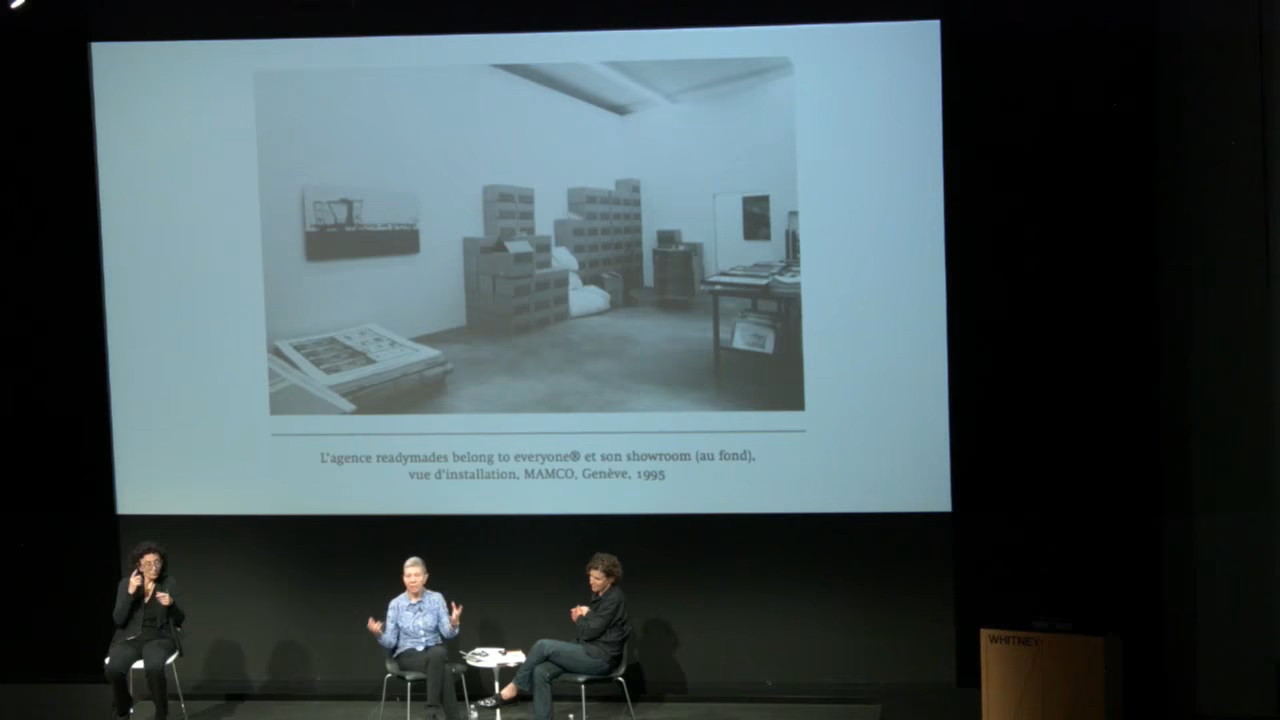 L'agence readymades belong to everyone® et son showroom (au fond),
vue d'installation, MAMCO, Genève, 1995
WHITNEY